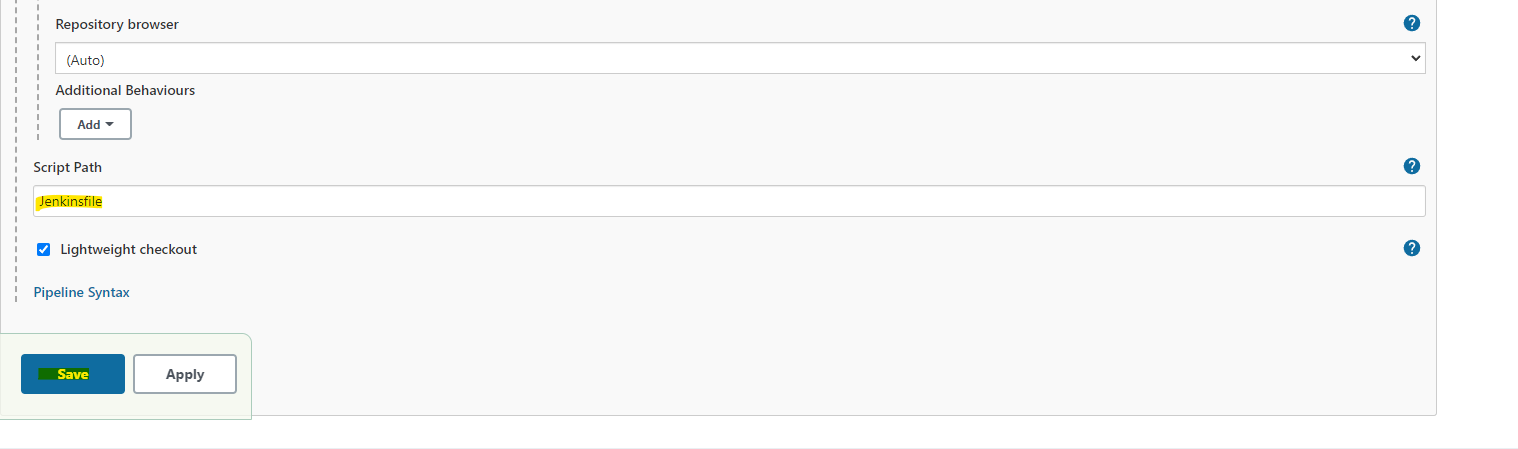 Repository browser
?
(Auto)
Additional Behaviours
Add
Script Path
?
Jenkinsfile
Lightweight checkout
?
Pipeline Syntax
Save
Apply